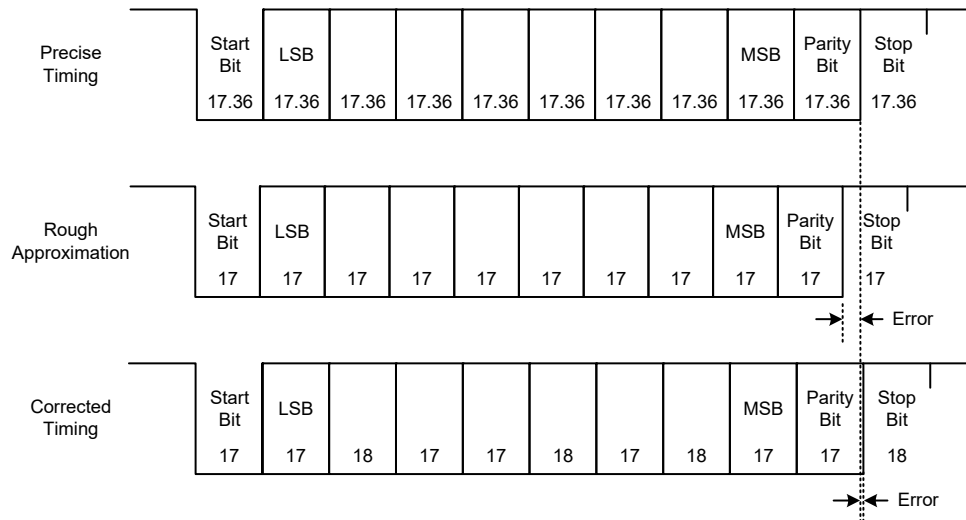 Precise
Timing
Start
Bit
LSB
MSB
Parity
Bit
Stop
Bit
17.36 17.36 17.36 17.36 17.36 17.36 17.36 17.36 17.36 17.36 17.36
Rough
Approximation
Start
Bit
LSB
MSB
Parity
Bit
Stop
Bit
17 17 17 17 17 17 17 17 17 17 17
Error
Corrected
Timing
Start
Bit
LSB
MSB
Parity
Bit
Stop
Bit
17 17 18 17 17 18 17 18 17 17 18
Error